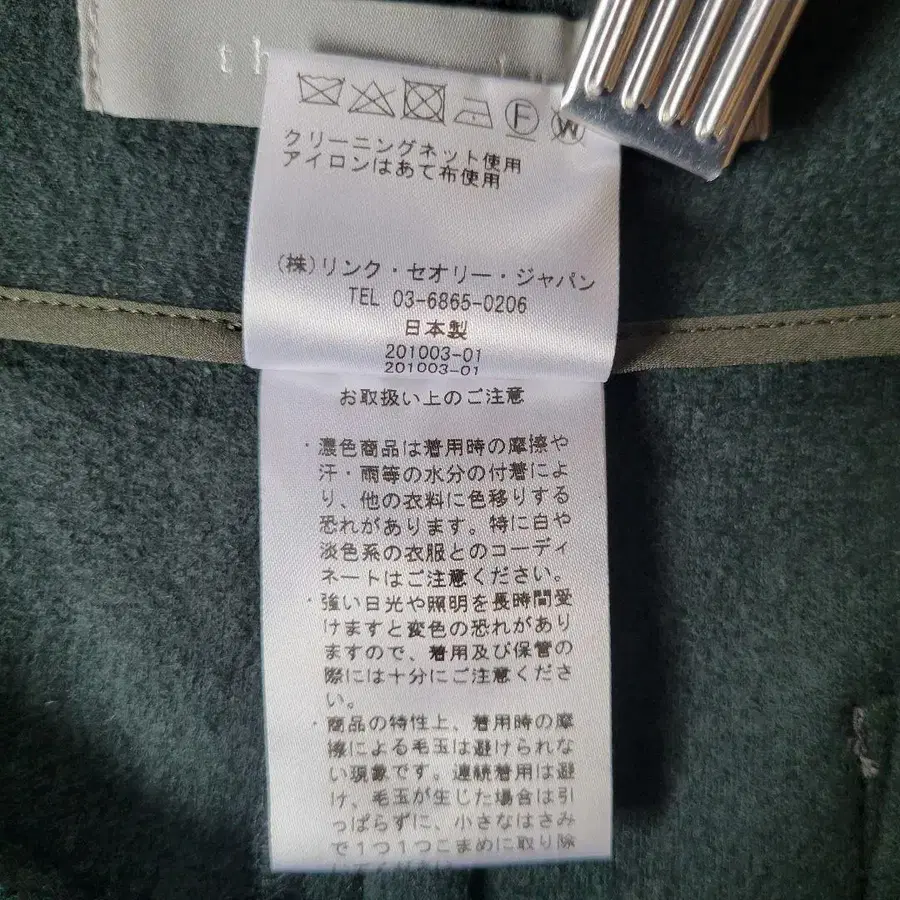 th
F
W
クリーニングネット使用
アイロンはあて布使用
(株)リンク・セオリー・ジャパン
TEL 03-6865-0206
日本製
201003-01
201003-01
お取扱い上のご注意
・濃色商品は着用時の摩擦や
汗・雨等の水分の付着によ
り、他の衣料に色移りする
恐れがあります。特に白や
淡色系の衣服とのコーディ
ネートはご注意ください。
・強い日光や照明を長時間受
けますと変色の恐れがあり
ますので、着用及び保管の
際には十分にご注意くださ
い。
・商品の特性上、着用時の摩
擦による毛玉は避けられな
い現象です。連続着用は避
け、毛玉が生じた場合は引
っぱらずに、小さなはさみ
で1つ1つこまめに取り除